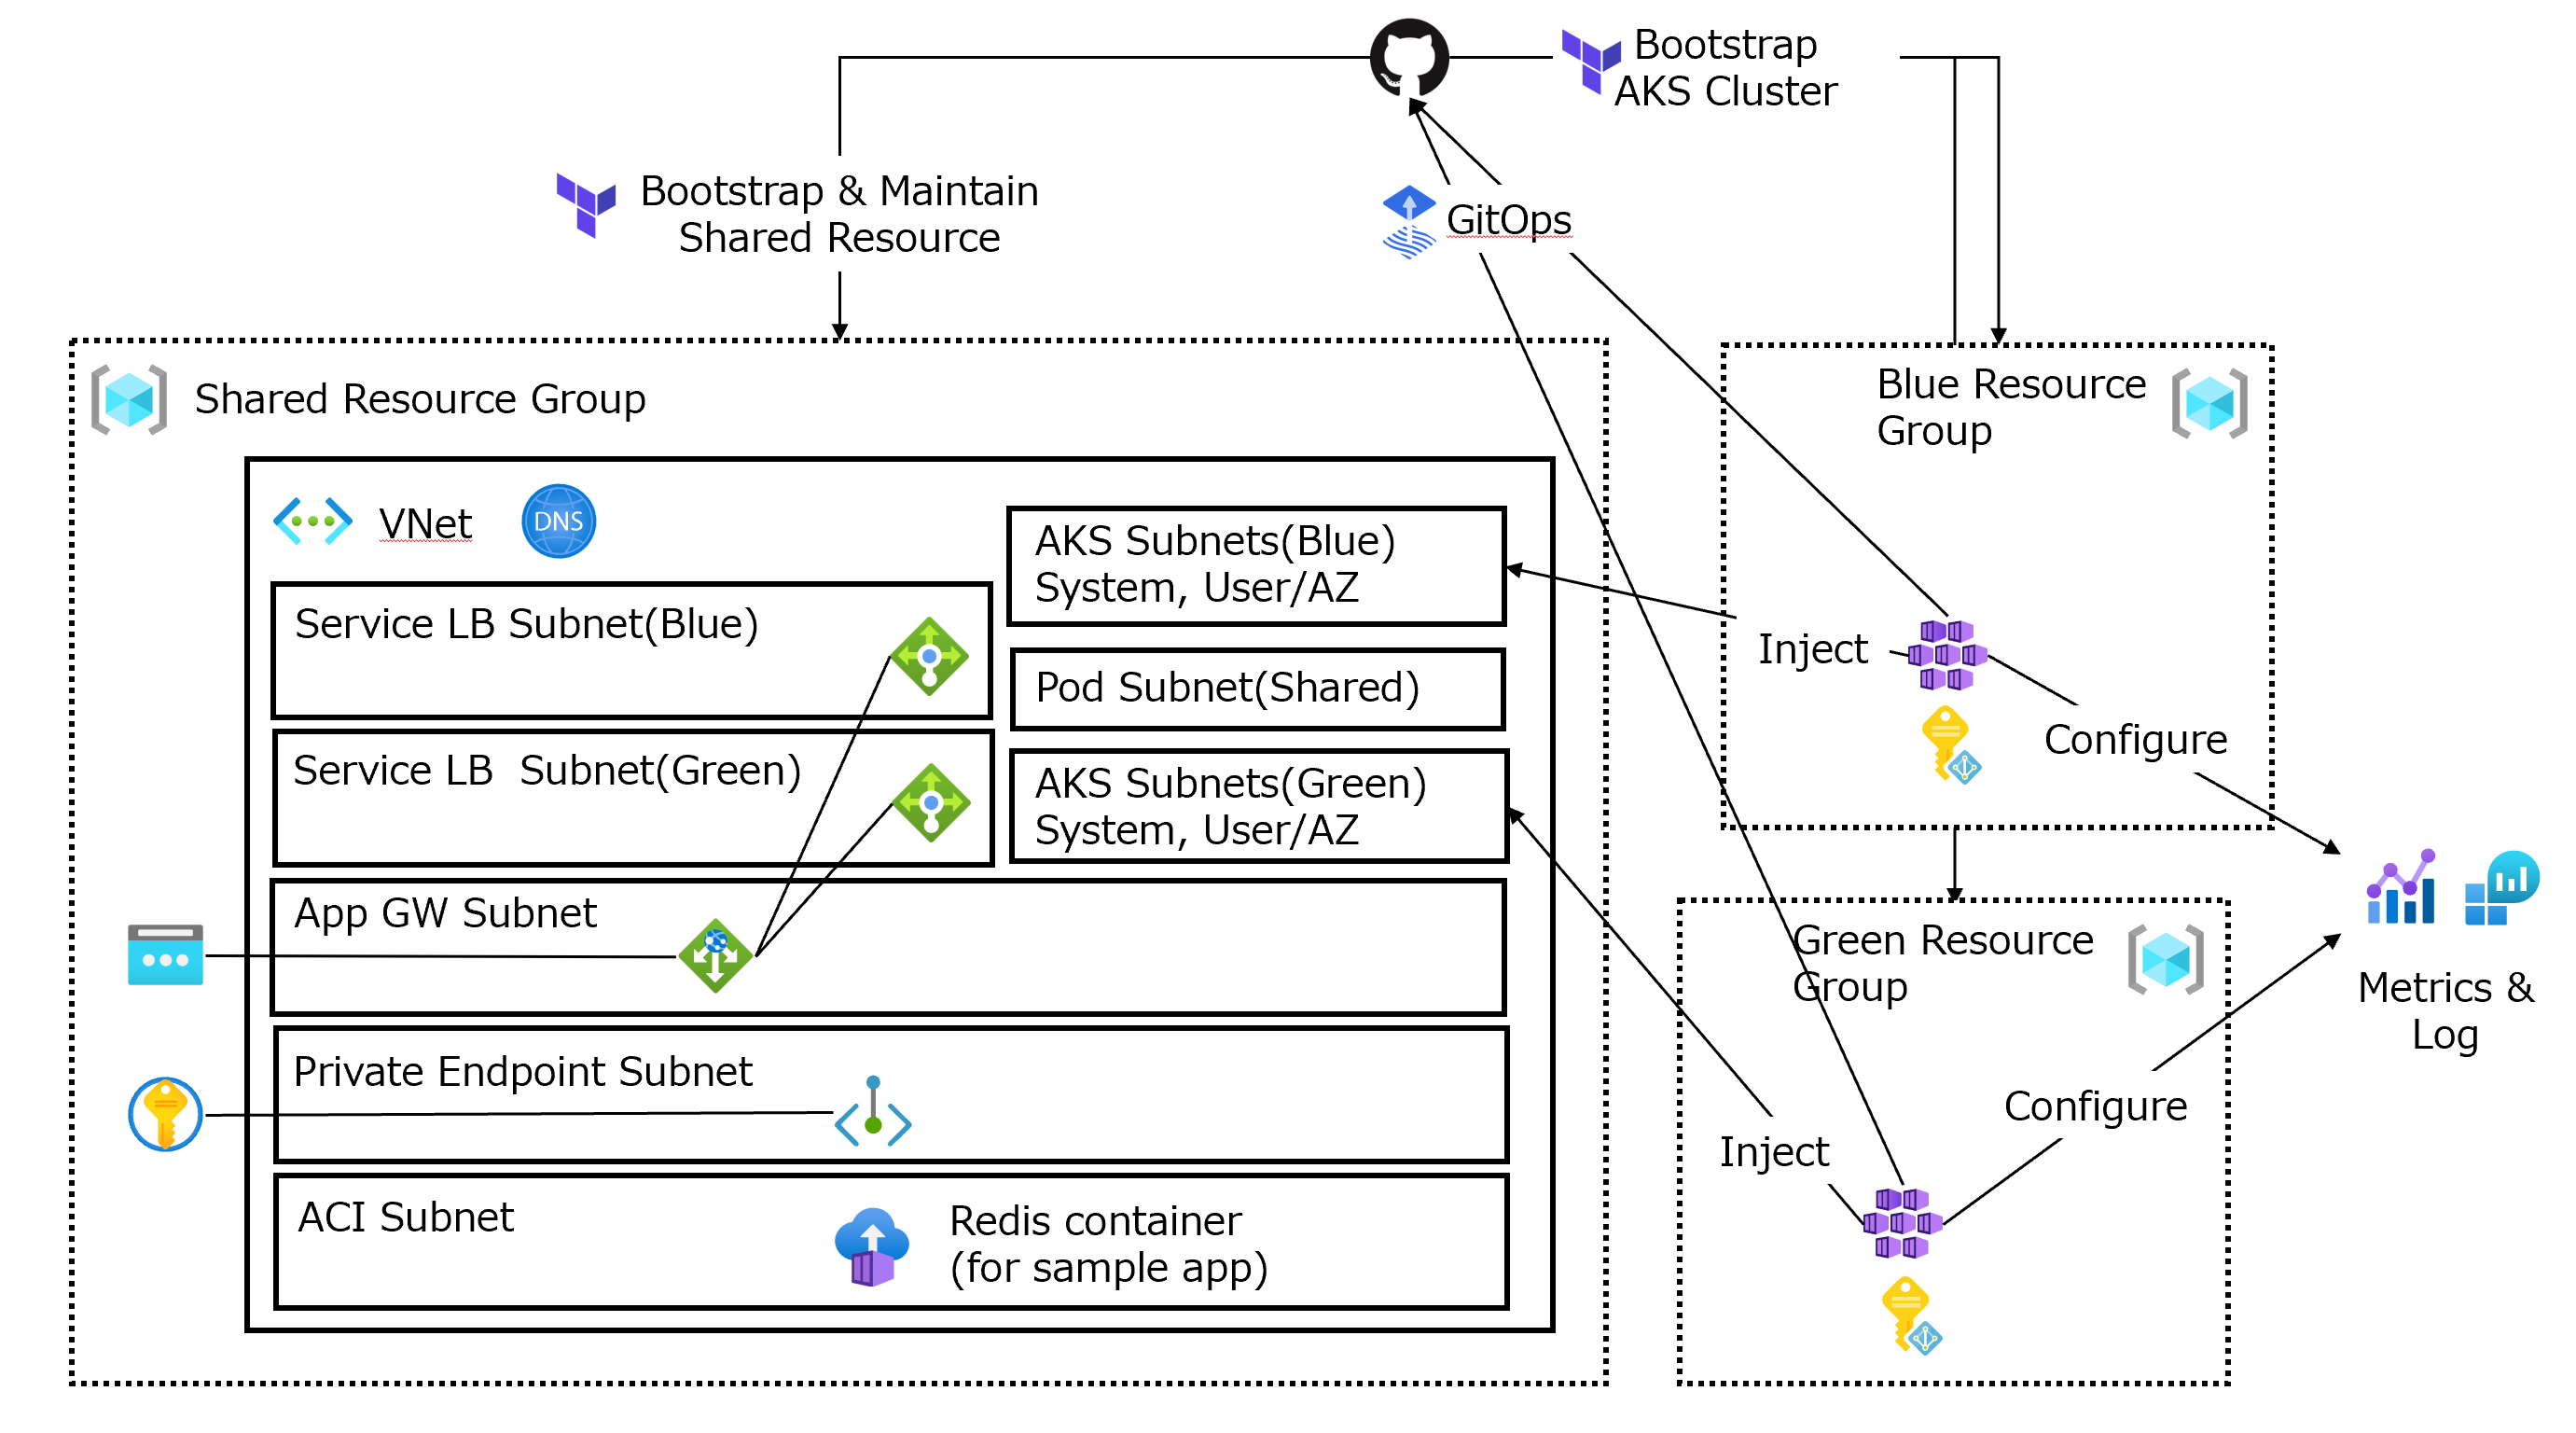 Bootstrap
AKS Cluster
Bootstrap & Maintain
Shared Resource
GitOps
Shared Resource Group
Blue Resource
Group
VNet
DNS
AKS Subnets(Blue)
System, User/AZ
Service LB Subnet(Blue)
Inject
Pod Subnet(Shared)
Configure
Service LB  Subnet(Green)
AKS Subnets(Green)
System, User/AZ
App GW Subnet
Green Resource
Group
Metrics &
Log
Private Endpoint Subnet
Configure
Inject
ACI Subnet
Redis container
(for sample app)